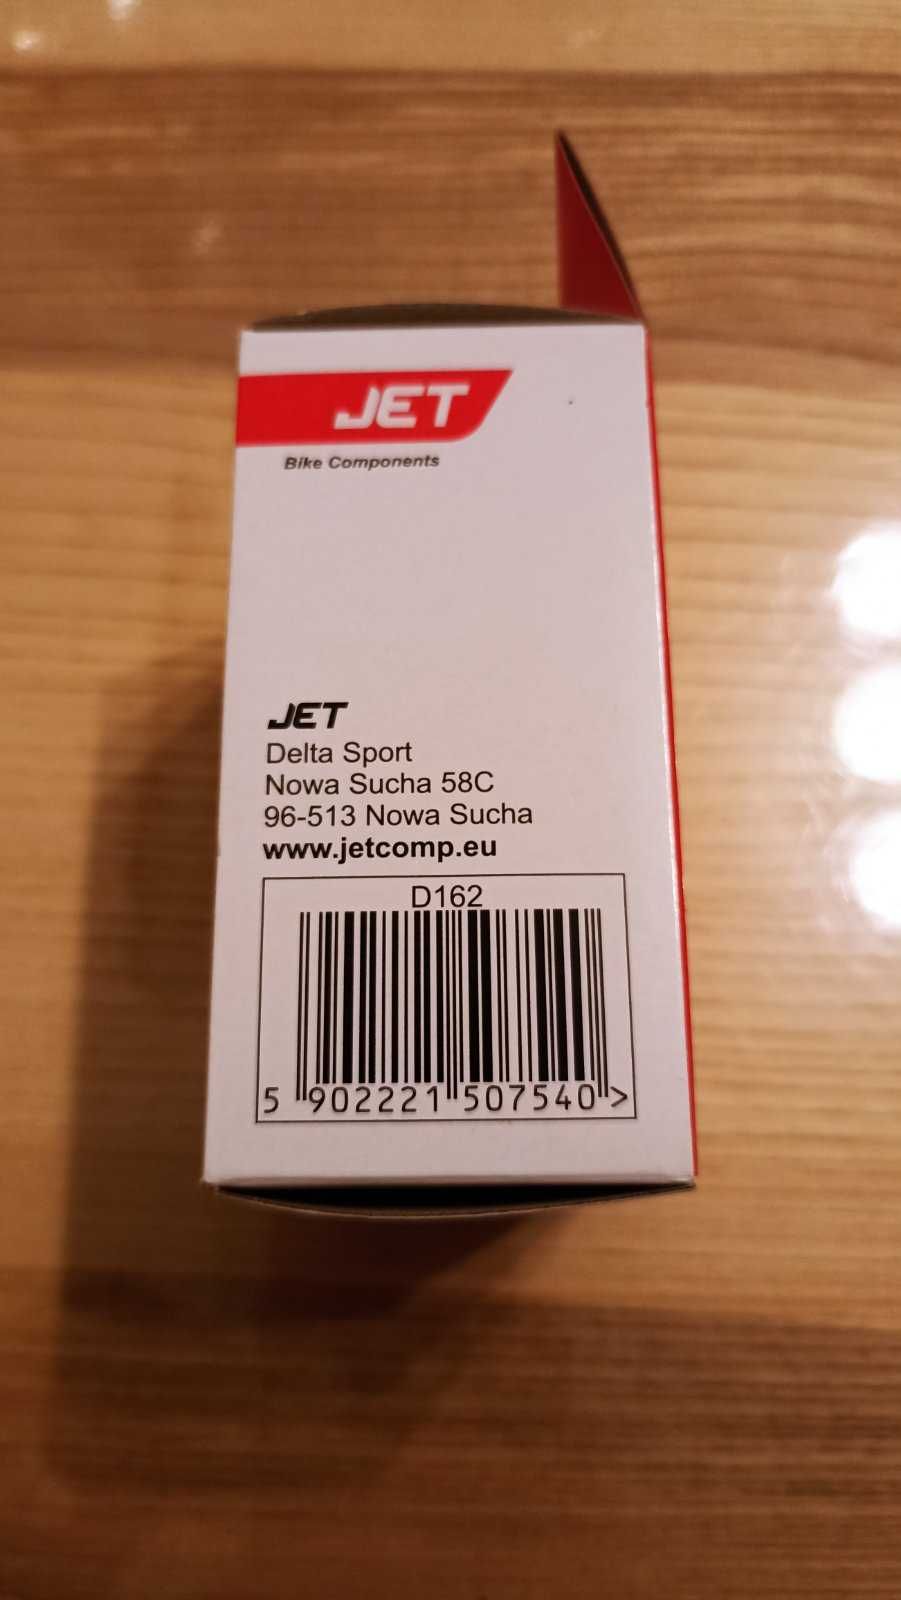 JET
Bike Components
JET
Delta Sport
Nowa Sucha 58C
96-513 Nowa Sucha
www.jetcomp.eu
D162
5 902221 507540 >